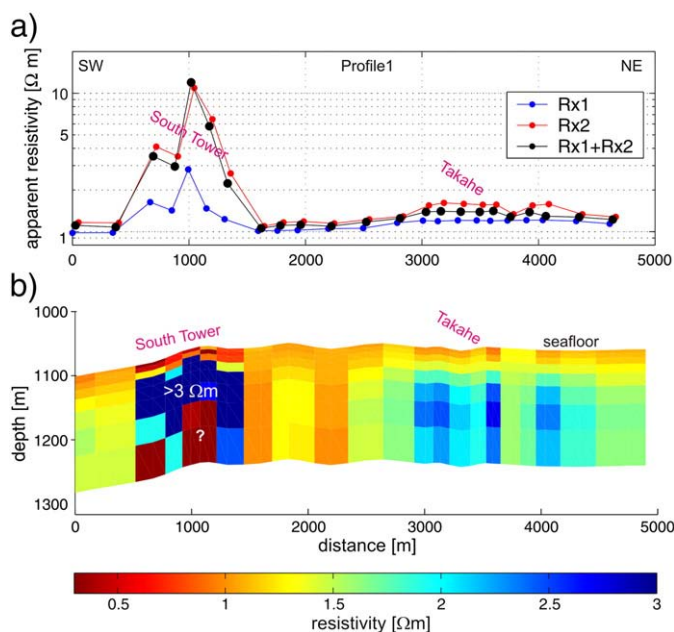 a)
SW Profile1 NE
apparent resistivity [Ω m]
10
5
1
South Tower
Takahe
Rx1
Rx2
Rx1+Rx2
0 1000 2000 3000 4000 5000
b)
1000
1100
1200
1300
depth [m]
South Tower
Takahe
seafloor
>3 Ωm
?
0 1000 2000 3000 4000 5000
distance [m]
0.5 1 1.5 2 2.5 3
resistivity [Ωm]